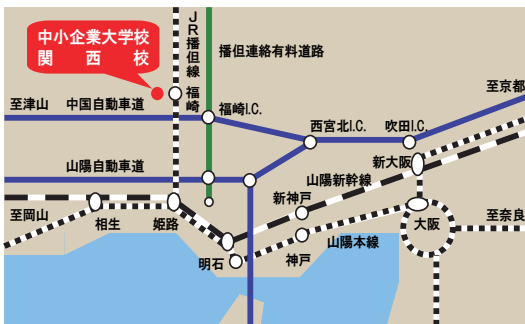 中小企業大学校
関西校
JR播但線
福崎
播但連絡有料道路
至京都
至津山
中国自動車道
福崎I.C.
西宮北I.C.
吹田I.C.
新大阪
山陽自動車道
山陽新幹線
新神戸
至岡山
相生
姫路
大阪
至奈良
明石
神戸
山陽本線